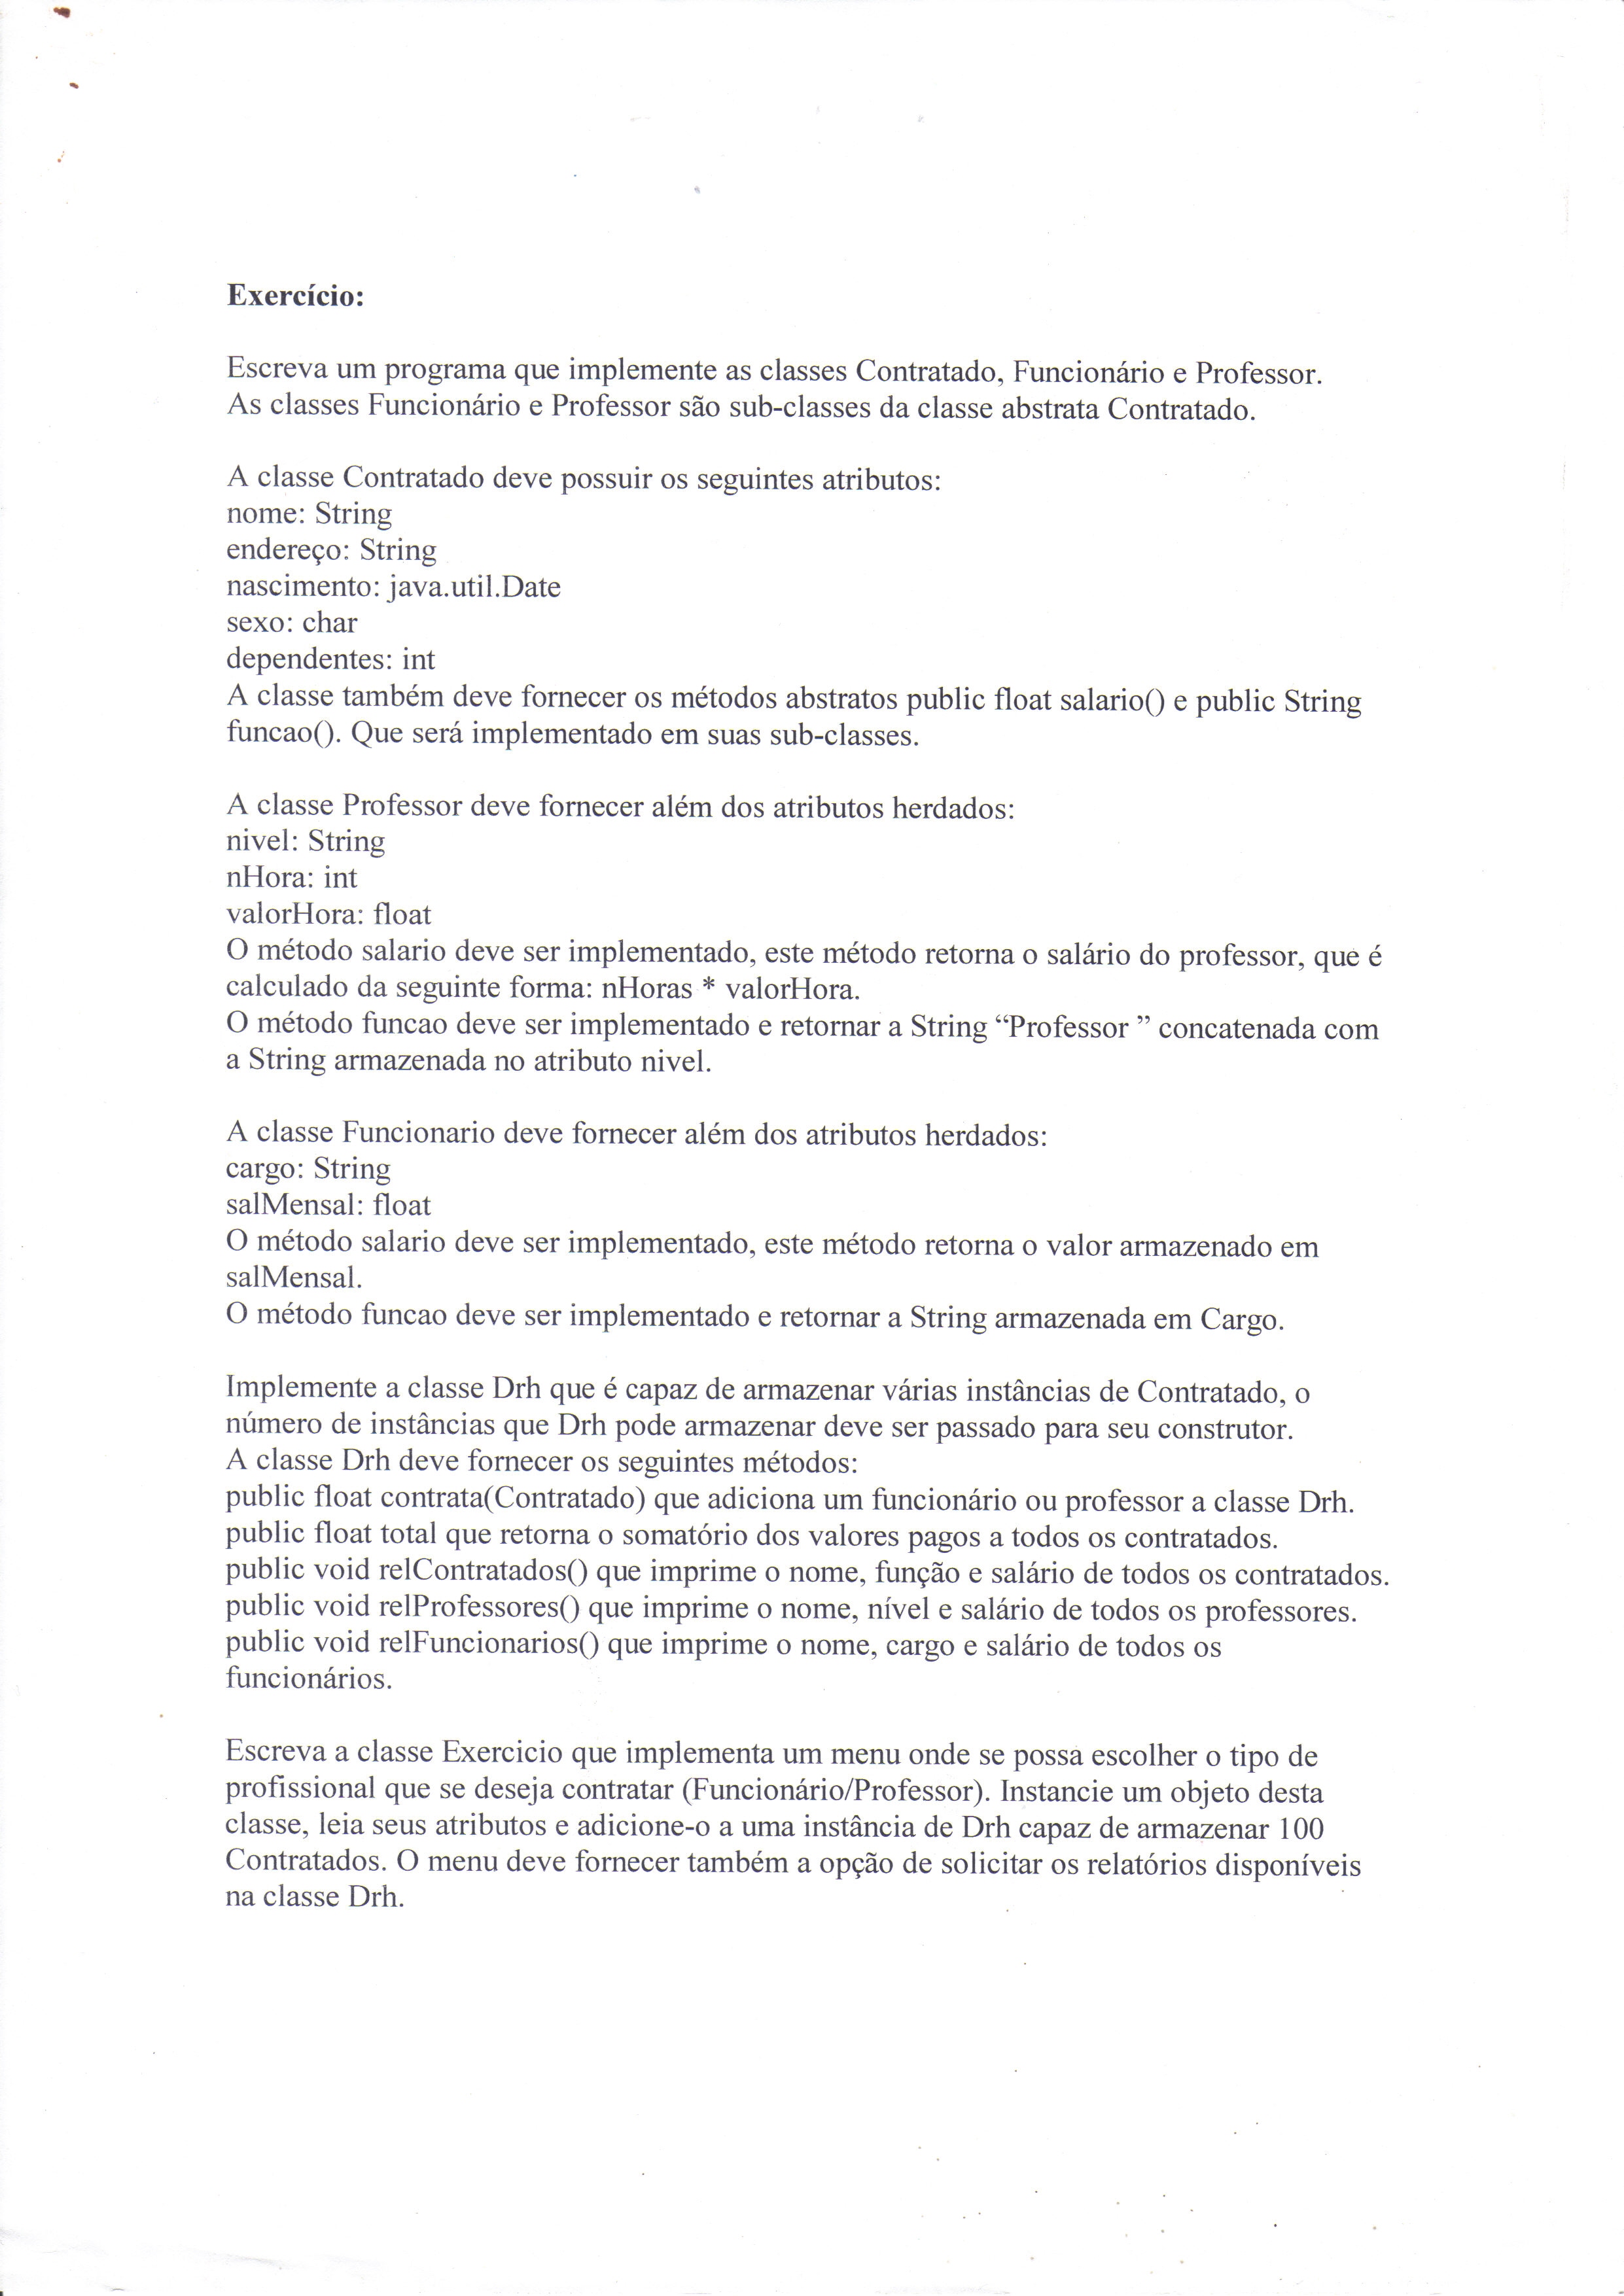 Exercício:
Escreva um programa que implemente as classes Contratado, Funcionário e Professor.
As classes Funcionário e Professor são sub-classes da classe abstrata Contratado.
A classe Contratado deve possuir os seguintes atributos:
nome: String
endereço: String
nascimento: java.util.Date
sexo: char
dependentes: int
A classe também deve fornecer os métodos abstratos public float salario() e public String
funcao(). Que será implementado em suas sub-classes.
A classe Professor deve fornecer além dos atributos herdados:
nivel: String
nHora: int
valorHora: float
O método salario deve ser implementado, este método retorna o salário do professor, que é
calculado da seguinte forma: nHoras * valorHora.
O método funcao deve ser implementado e retornar a String “Professor ” concatenada com
a String armazenada no atributo nivel.
A classe Funcionario deve fornecer além dos atributos herdados:
cargo: String
salMensal: float
O método salario deve ser implementado, este método retorna o valor armazenado em
salMensal.
O método funcao deve ser implementado e retornar a String armazenada em Cargo.
Implemente a classe Drh que é capaz de armazenar várias instâncias de Contratado, o
número de instâncias que Drh pode armazenar deve ser passado para seu construtor.
A classe Drh deve fornecer os seguintes métodos:
public float contrata(Contratado) que adiciona um funcionário ou professor a classe Drh.
public float total que retorna o somatório dos valores pagos a todos os contratados.
public void relContratados() que imprime o nome, função e salário de todos os contratados.
public void relProfessores() que imprime o nome, nível e salário de todos os professores.
public void relFuncionarios() que imprime o nome, cargo e salário de todos os
funcionários.
Escreva a classe Exercicio que implementa um menu onde se possa escolher o tipo de
profissional que se deseja contratar (Funcionário/Professor). Instancie um objeto desta
classe, leia seus atributos e adicione-o a uma instância de Drh capaz de armazenar 100
Contratados. O menu deve fornecer também a opção de solicitar os relatórios disponíveis
na classe Drh.